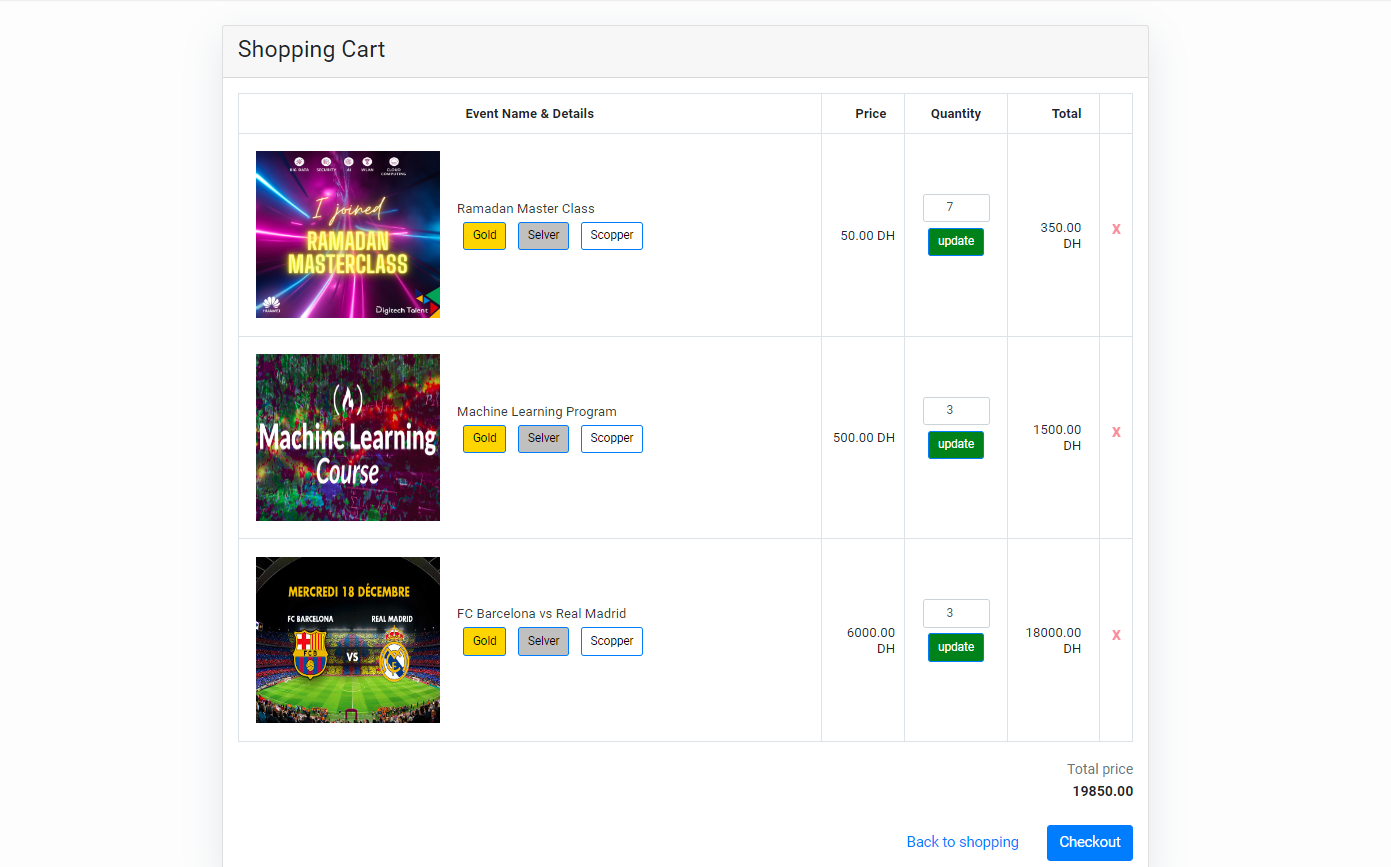 Shopping Cart
Event Name & Details Price Quantity Total
BIG DATA SECURITY AI WLAN CLOUD COMPUTING
I joined
RAMADAN
MASTERCLASS
HUAWEI
Digitech Talent
Ramadan Master Class
Gold Selver Scopper
50.00 DH
7
update
350.00
DH
X
Machine Learning
Course
Machine Learning Program
Gold Selver Scopper
500.00 DH
3
update
1500.00
DH
X
MERCREDI 18 DÉCEMBRE
FC BARCELONA REAL MADRID
FCB
VS
FC Barcelona vs Real Madrid
Gold Selver Scopper
6000.00
DH
3
update
18000.00
DH
X
Total price
19850.00
Back to shopping Checkout